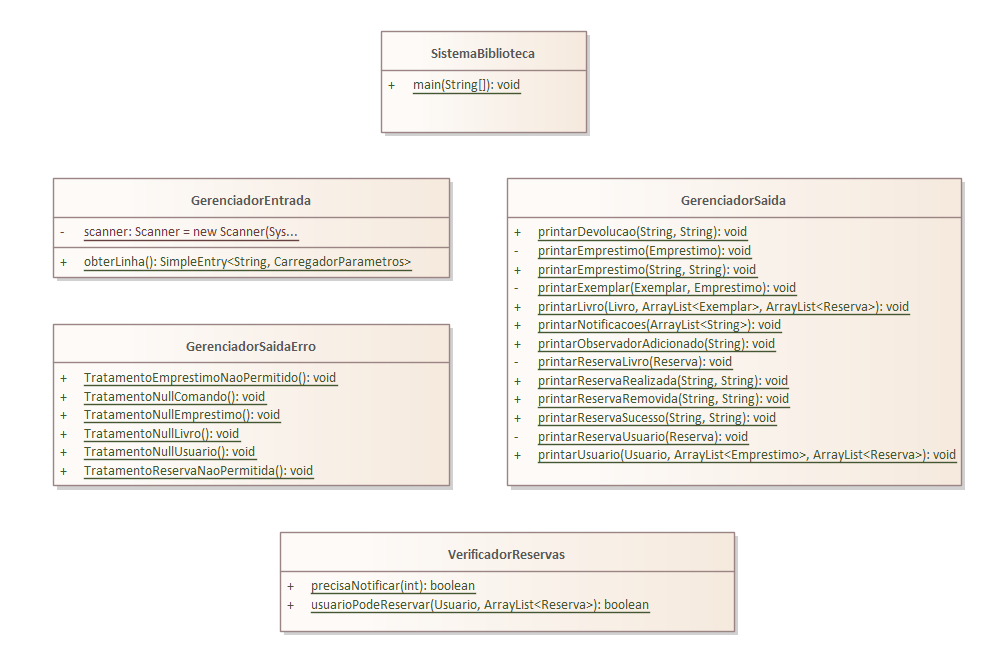 SistemaBiblioteca
+ main(String[]): void
GerenciadorEntrada
- scanner: Scanner = new Scanner(Sys...
+ obterLinha(): SimpleEntry<String, CarregadorParametros>
GerenciadorSaida
+ printarDevolucao(String, String): void
- printarEmprestimo(Emprestimo): void
+ printarEmprestimo(String, String): void
- printarExemplar(Exemplar, Emprestimo): void
+ printarLivro(Livro, ArrayList<Exemplar>, ArrayList<Reserva>): void
+ printarNotificacoes(ArrayList<String>): void
+ printarObservadorAdicionado(String): void
- printarReservaLivro(Reserva): void
+ printarReservaRealizada(String, String): void
+ printarReservaRemovida(String, String): void
+ printarReservaSucesso(String, String): void
- printarReservaUsuario(Reserva): void
+ printarUsuario(Usuario, ArrayList<Emprestimo>, ArrayList<Reserva>): void
GerenciadorSaidaErro
+ TratamentoEmprestimoNaoPermitido(): void
+ TratamentoNullComando(): void
+ TratamentoNullEmprestimo(): void
+ TratamentoNullLivro(): void
+ TratamentoNullUsuario(): void
+ TratamentoReservaNaoPermitida(): void
VerificadorReservas
+ precisaNotificar(int): boolean
+ usuarioPodeReservar(Usuario, ArrayList<Reserva>): boolean